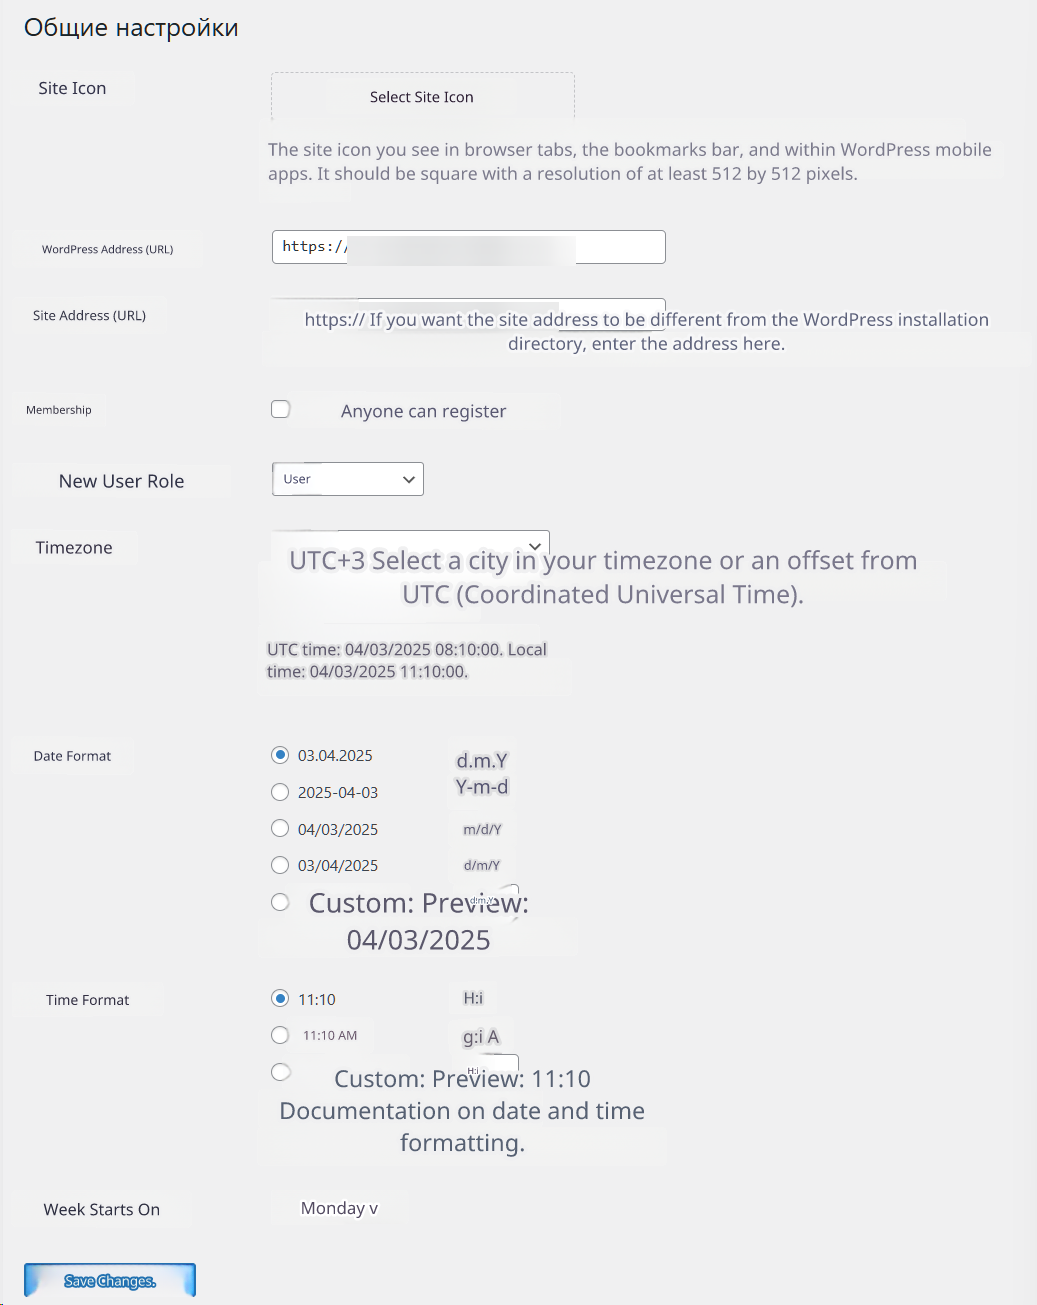 Общие настройки
Site Icon
Select Site Icon
The site icon you see in browser tabs, the bookmarks bar, and within WordPress mobile
apps. It should be square with a resolution of at least 512 by 512 pixels.
WordPress Address (URL)
https://
Site Address (URL)
https:// If you want the site address to be different from the WordPress installation
directory, enter the address here.
Membership
Anyone can register
New User Role
User
Timezone
UTC+3 Select a city in your timezone or an offset from
UTC (Coordinated Universal Time).
UTC time: 04/03/2025 08:10:00. Local
time: 04/03/2025 11:10:00.
Date Format
03.04.2025 d.m.Y
2025-04-03 Y-m-d
04/03/2025 m/d/Y
03/04/2025 d/m/Y
Custom: Preview:
d.m.Y
04/03/2025
Time Format
11:10 H:i
11:10 AM g:i A
H:i
Custom: Preview: 11:10
Documentation on date and time
formatting.
Week Starts On
Monday v
Save Changes.